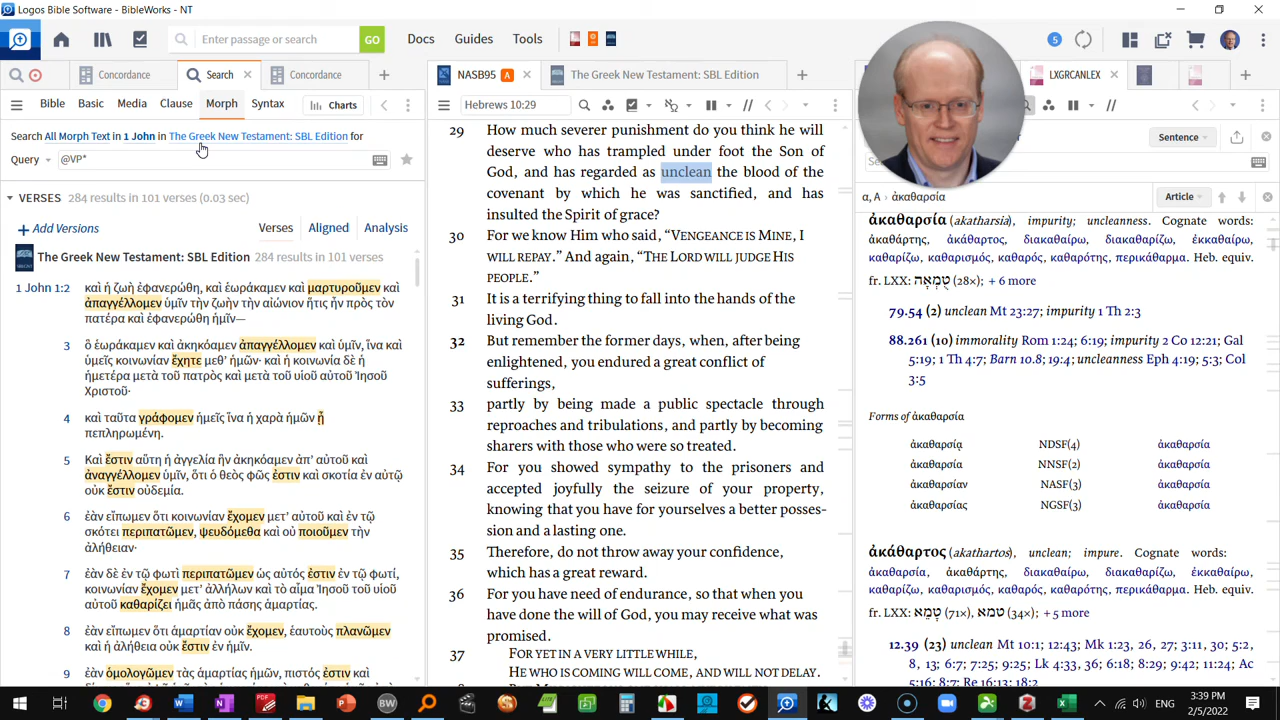 Logos Bible Software - BibleWorks - NT
Enter passage or search
GO
Docs
Guides
Tools
5
Concordance
Search
Concordance
Bible
Basic
Media
Clause
Morph
Syntax
Charts
Search All Morph Text in 1 John in The Greek New Testament: SBL Edition for
Query
@VP*
VERSES 284 results in 101 verses (0.03 sec)
Add Versions
Verses
Aligned
Analysis
The Greek New Testament: SBL Edition 284 results in 101 verses
1 John 1:2 καὶ ἡ ζωὴ ἐφανερώθη, καὶ ἑωράκαμεν καὶ μαρτυροῦμεν καὶ
ἀπαγγέλλομεν ὑμῖν τὴν ζωὴν τὴν αἰώνιον ἥτις ἦν πρὸς τὸν
πατέρα καὶ ἐφανερώθη ἡμῖν—
3 ὃ ἑωράκαμεν καὶ ἀκηκόαμεν ἀπαγγέλλομεν καὶ ὑμῖν, ἵνα καὶ
ὑμεῖς κοινωνίαν ἔχητε μεθ’ ἡμῶν· καὶ ἡ κοινωνία δὲ ἡ
ἡμετέρα μετὰ τοῦ πατρὸς καὶ μετὰ τοῦ υἱοῦ αὐτοῦ Ἰησοῦ
Χριστοῦ·
4 καὶ ταῦτα γράφομεν ἡμεῖς ἵνα ἡ χαρὰ ἡμῶν ᾖ
πεπληρωμένη.
5 Καὶ ἔστιν αὕτη ἡ ἀγγελία ἣν ἀκηκόαμεν ἀπ’ αὐτοῦ καὶ
ἀναγγέλλομεν ὑμῖν, ὅτι ὁ θεὸς φῶς ἐστιν καὶ σκοτία ἐν αὐτῷ
οὐκ ἔστιν οὐδεμία.
6 ἐὰν εἴπωμεν ὅτι κοινωνίαν ἔχομεν μετ’ αὐτοῦ καὶ ἐν τῷ
σκότει περιπατῶμεν, ψευδόμεθα καὶ οὐ ποιοῦμεν τὴν
ἀλήθειαν·
7 ἐὰν δὲ ἐν τῷ φωτὶ περιπατῶμεν ὡς αὐτός ἐστιν ἐν τῷ φωτί,
κοινωνίαν ἔχομεν μετ’ ἀλλήλων καὶ τὸ αἷμα Ἰησοῦ τοῦ υἱοῦ
αὐτοῦ καθαρίζει ἡμᾶς ἀπὸ πάσης ἁμαρτίας.
8 ἐὰν εἴπωμεν ὅτι ἁμαρτίαν οὐκ ἔχομεν, ἑαυτοὺς πλανῶμεν
καὶ ἡ ἀλήθεια οὐκ ἔστιν ἐν ἡμῖν.
9 ἐὰν ὁμολογῶμεν τὰς ἁμαρτίας ἡμῶν, πιστός ἐστιν καὶ
NASB95
A
The Greek New Testament: SBL Edition
Hebrews 10:29
29 How much severer punishment do you think he will
deserve who has trampled under foot the Son of
God, and has regarded as unclean the blood of the
covenant by which he was sanctified, and has
insulted the Spirit of grace?
30 For we know Him who said, “VENGEANCE IS MINE, I
WILL REPAY.” And again, “THE LORD WILL JUDGE HIS
PEOPLE.”
31 It is a terrifying thing to fall into the hands of the
living God.
32 But remember the former days, when, after being
enlightened, you endured a great conflict of
sufferings,
33 partly by being made a public spectacle through
reproaches and tribulations, and partly by becoming
sharers with those who were so treated.
34 For you showed sympathy to the prisoners and
accepted joyfully the seizure of your property,
knowing that you have for yourselves a better posses-
sion and a lasting one.
35 Therefore, do not throw away your confidence,
which has a great reward.
36 For you have need of endurance, so that when you
have done the will of God, you may receive what was
promised.
37 FOR YET IN A VERY LITTLE WHILE,
HE WHO IS COMING WILL COME, AND WILL NOT DELAY.
LXGRCANLEX
Sentence
α, Α › ἀκαθαρσία
Article
ἀκαθαρσία (akatharsia), impurity; uncleanness. Cognate words:
ἀκαθάρτης, ἀκάθαρτος, διακαθαίρω, διακαθαρίζω, ἐκκαθαίρω,
καθαρίζω, καθαρισμός, καθαρός, καθαρότης, περικάθαρμα. Heb. equiv.
fr. LXX: טֻמְאָה (28×) + 6 more
79.54 (2) unclean Mt 23:27; impurity 1 Th 2:3
88.261 (10) immorality Rom 1:24; 6:19; impurity 2 Co 12:21; Gal
5:19; 1 Th 4:7; Barn 10.8; 19:4; uncleanness Eph 4:19; 5:3; Col
3:5
Forms of ἀκαθαρσία
ἀκαθαρσίᾳ NDSF(4) ἀκαθαρσία
ἀκαθαρσία NNSF(2) ἀκαθαρσία
ἀκαθαρσίαν NASF(3) ἀκαθαρσία
ἀκαθαρσίας NGSF(3) ἀκαθαρσία
ἀκάθαρτος (akathartos), unclean; impure. Cognate words:
ἀκαθαρσία, ἀκαθάρτης, διακαθαίρω, διακαθαρίζω, ἐκκαθαίρω,
καθαρίζω, καθαρισμός, καθαρός, καθαρότης, περικάθαρμα. Heb. equiv.
fr. LXX: טָמֵא (71×), טמא (34×) + 5 more
12.39 (23) unclean Mt 10:1; 12:43; Mk 1:23, 26, 27; 3:11, 30; 5:2,
8, 13; 6:7; 7:25; 9:25; Lk 4:33, 36; 6:18; 8:29; 9:42; 11:24; Ac
5:16; 8:7; Re 16:13; 18:2
ENG
3:39 PM
2/5/2022